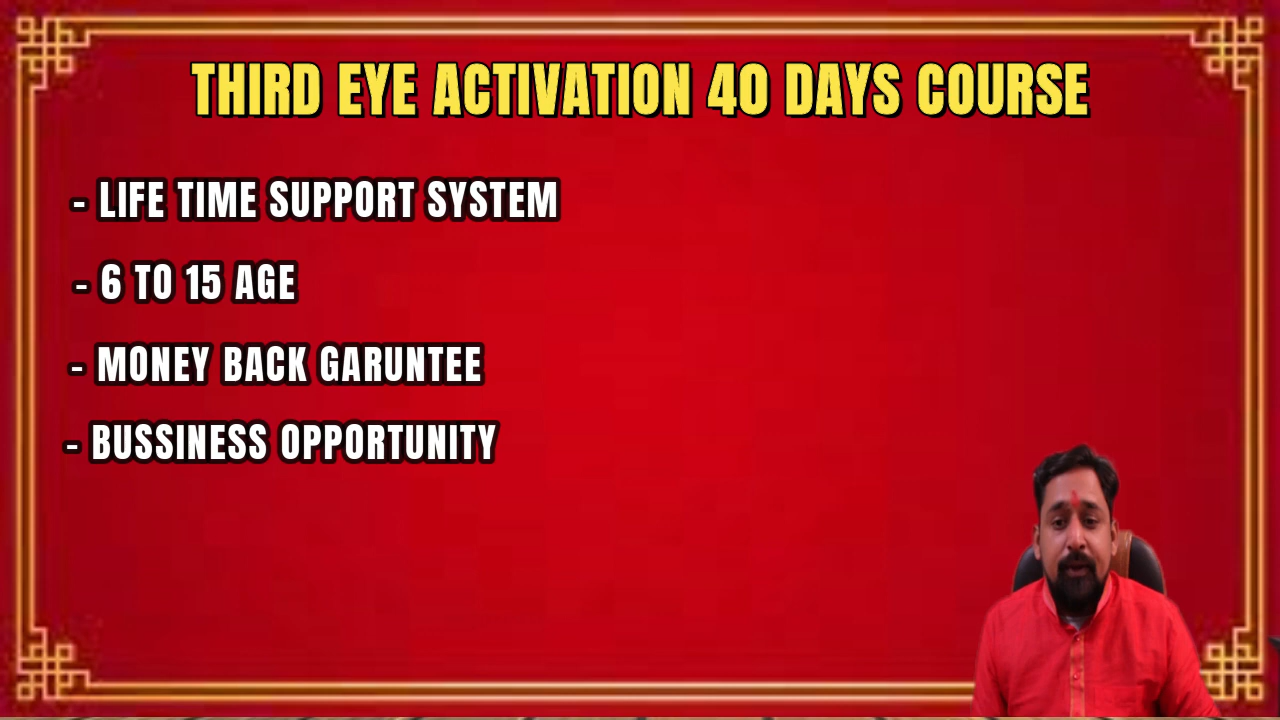 THIRD EYE ACTIVATION 40 DAYS COURSE
- LIFE TIME SUPPORT SYSTEM
- 6 TO 15 AGE
- MONEY BACK GARUNTEE
- BUSSINESS OPPORTUNITY